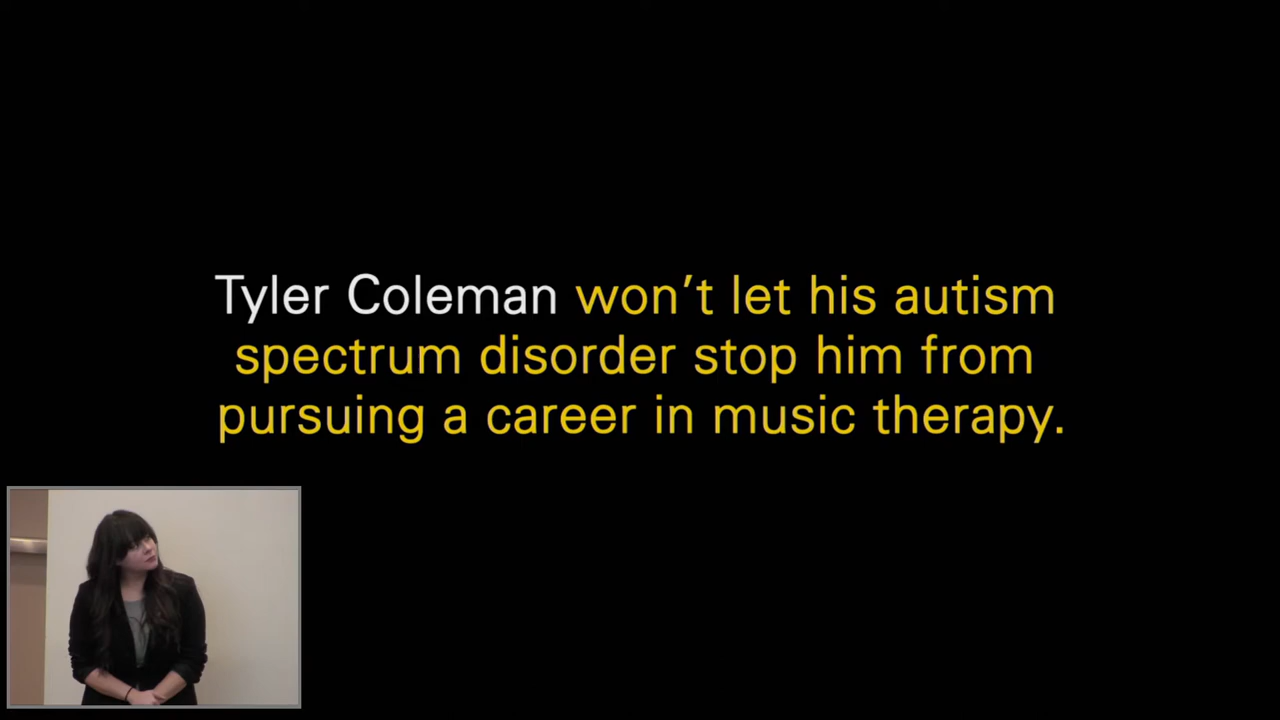 Tyler Coleman won’t let his autism
spectrum disorder stop him from
pursuing a career in music therapy.